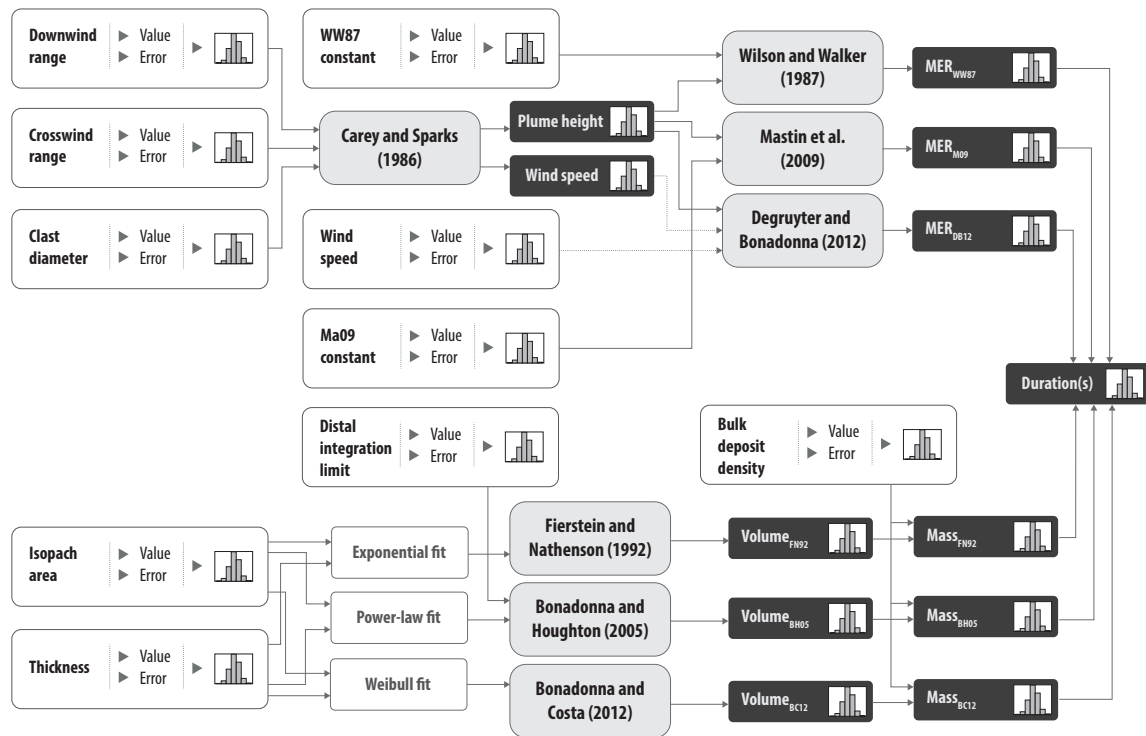 Downwind
range
Value
Error
WW87
constant
Value
Error
Wilson and Walker
(1987)
MER WW87
Crosswind
range
Value
Error
Carey and Sparks
(1986)
Plume height
Wind speed
Mastin et al.
(2009)
MER M09
Clast
diameter
Value
Error
Wind
speed
Value
Error
Degruyter and
Bonadonna (2012)
MER DB12
Ma09
constant
Value
Error
Duration(s)
Distal
integration
limit
Value
Error
Bulk
deposit
density
Value
Error
Isopach
area
Value
Error
Exponential fit
Fierstein and
Nathenson (1992)
Volume FN92
Mass FN92
Power-law fit
Bonadonna and
Houghton (2005)
Volume BH05
Mass BH05
Thickness
Value
Error
Weibull fit
Bonadonna and
Costa (2012)
Volume BC12
Mass BC12